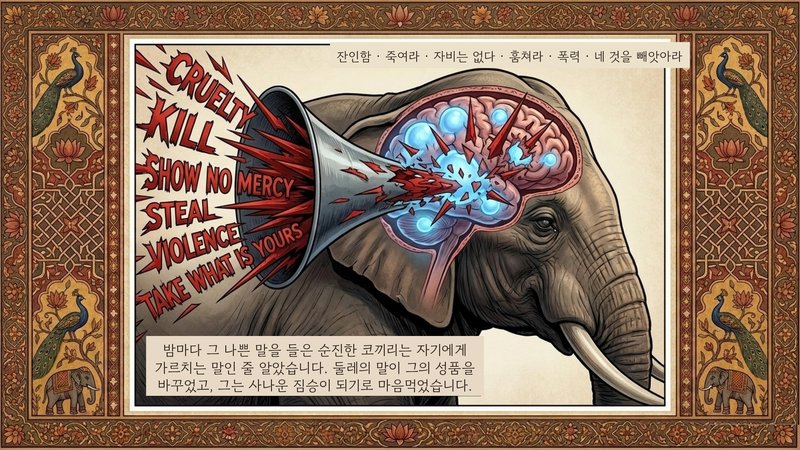 잔인함 · 죽여라 · 자비는 없다 · 훔쳐라 · 폭력 · 네 것을 빼앗아라
CRUELTY
KILL
SHOW NO MERCY
STEAL
VIOLENCE
TAKE WHAT IS YOURS
밤마다 그 나쁜 말을 들은 순진한 코끼리는 자기에게
가르치는 말인 줄 알았습니다. 둘레의 말이 그의 성품을
바꾸었고, 그는 사나운 짐승이 되기로 마음먹었습니다.